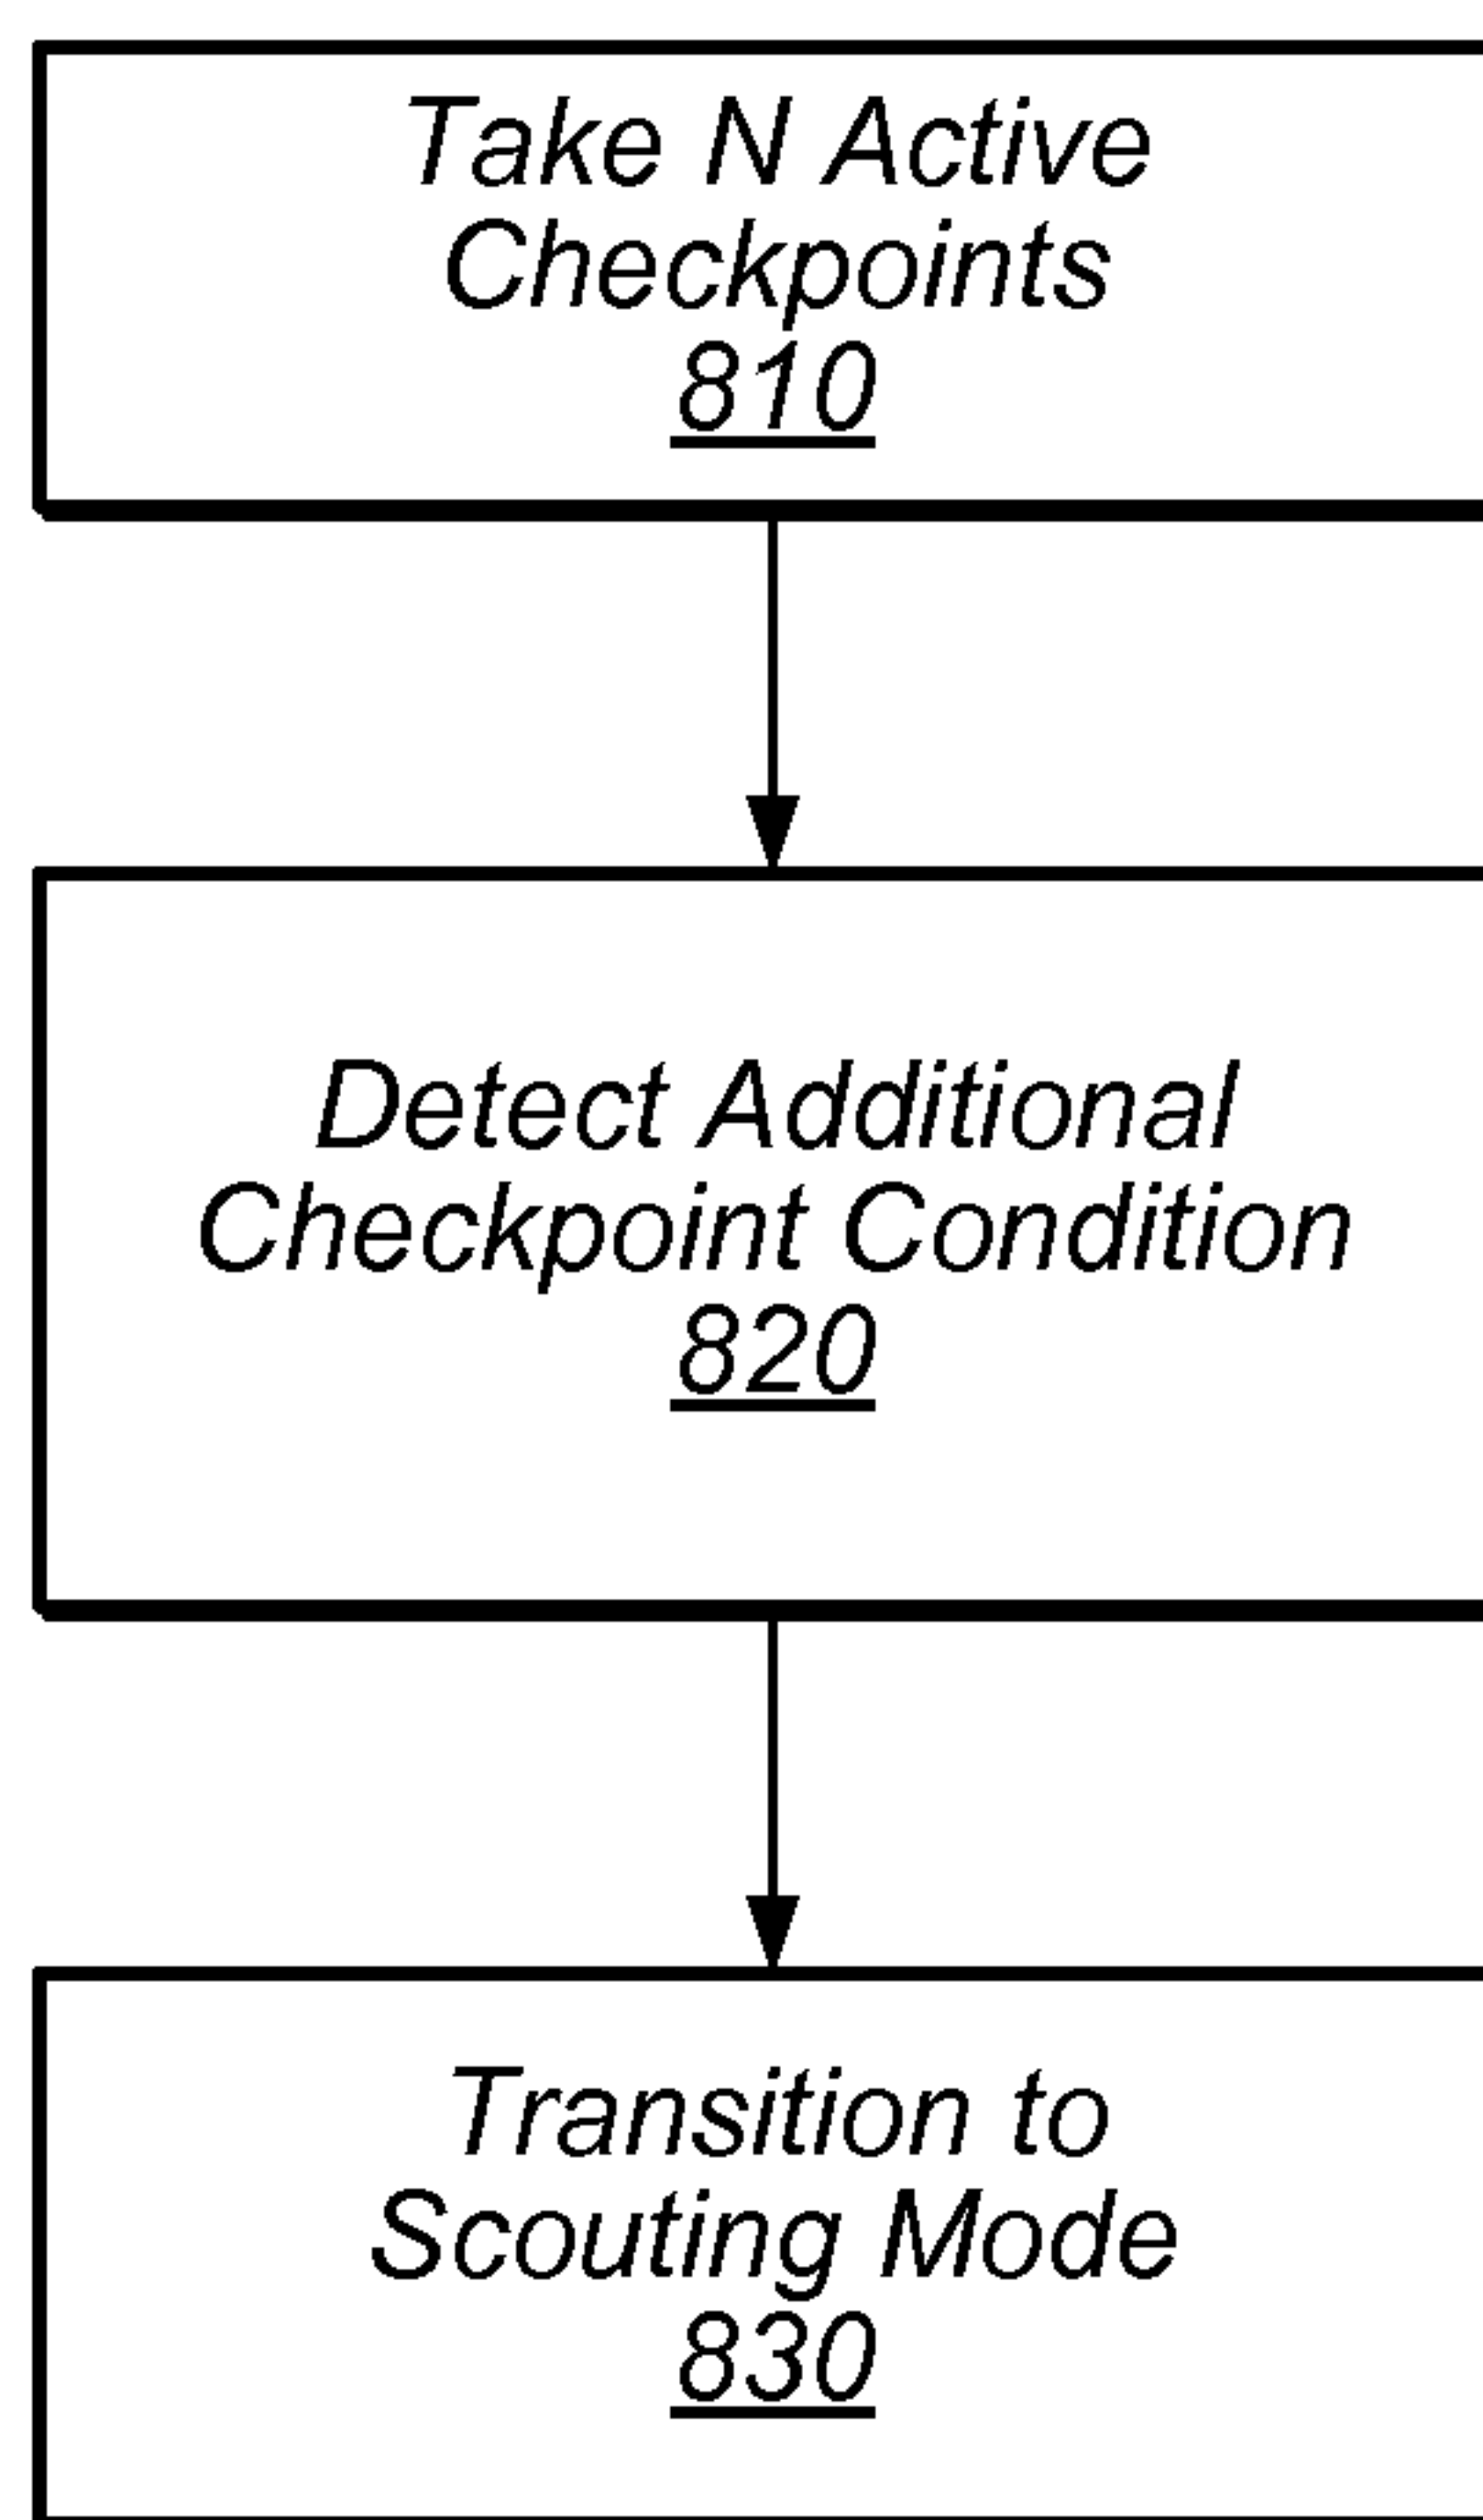 Take N Active
Checkpoints
810
Detect Additional
Checkpoint Condition
820
Transition to
Scouting Mode
830